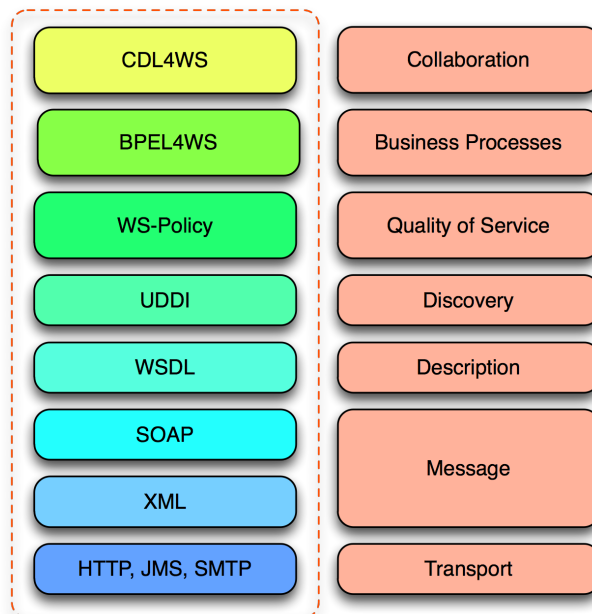 CDL4WS
Collaboration
BPEL4WS
Business Processes
WS-Policy
Quality of Service
UDDI
Discovery
WSDL
Description
SOAP
Message
XML
HTTP, JMS, SMTP
Transport